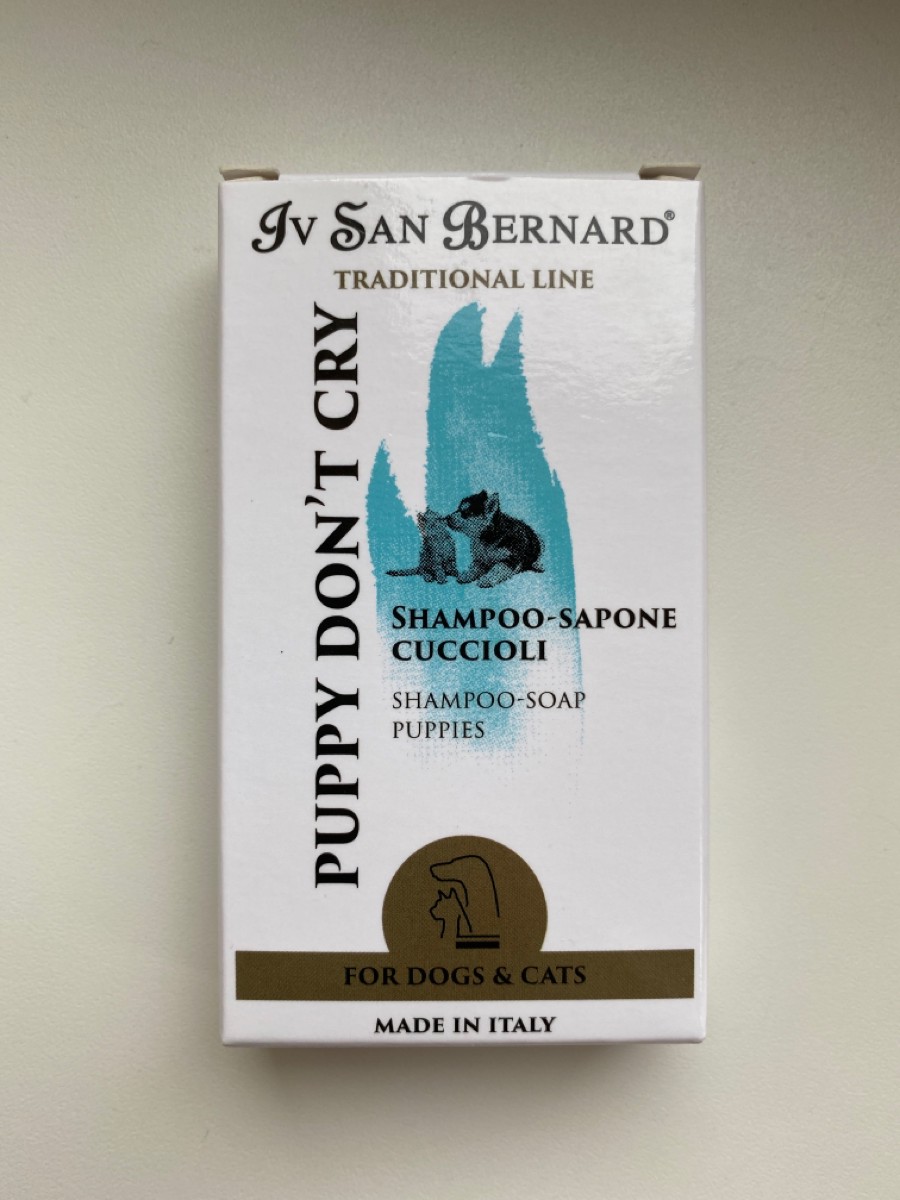 Iv San Bernard®
TRADITIONAL LINE
PUPPY DON'T CRY
SHAMPOO-SAPONE
CUCCIOLI
SHAMPOO-SOAP
PUPPIES
FOR DOGS & CATS
MADE IN ITALY